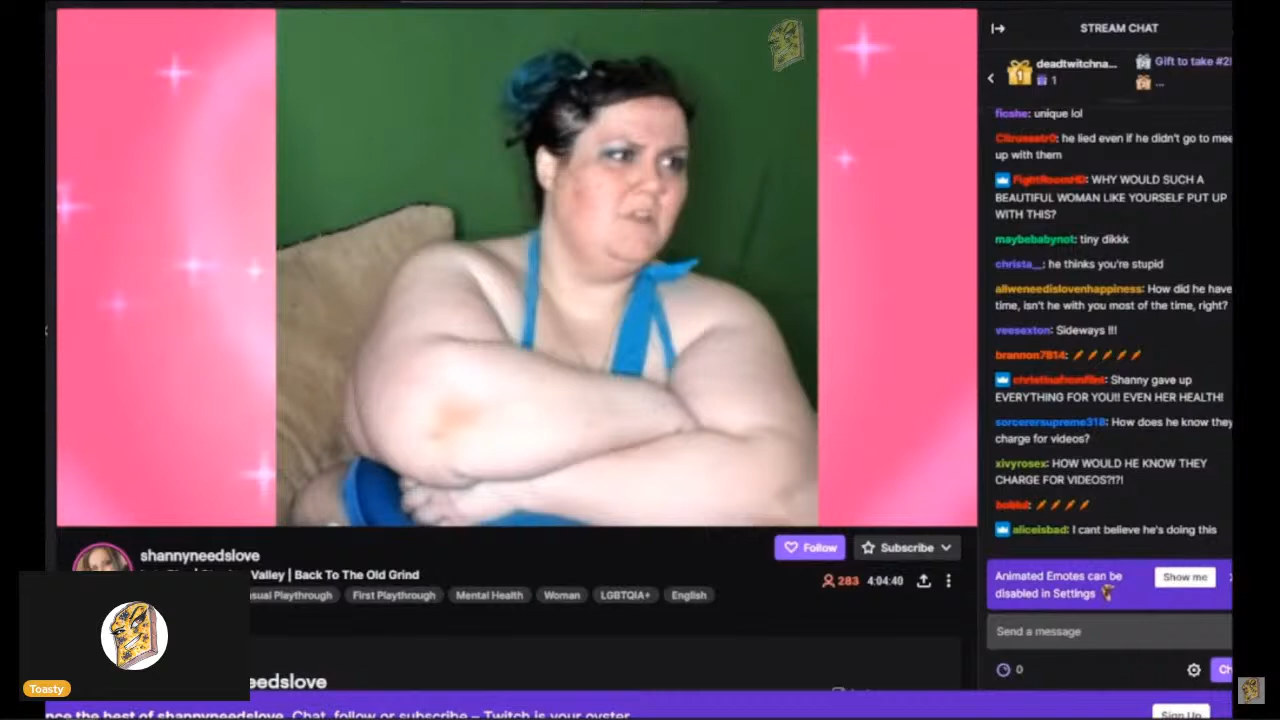 STREAM CHAT
deadtwitchna...
1
Gift to take #2
...
ficshe: unique lol
he lied even if he didn't go to mee
up with them
WHY WOULD SUCH A
BEAUTIFUL WOMAN LIKE YOURSELF PUT UP
WITH THIS?
maybebabynot: tiny dikkk
christa__: he thinks you're stupid
allweneedislovenhappiness: How did he have
time, isn't he with you most of the time, right?
veesexton: Sideways !!!
brannon7814:
Shanny gave up
EVERYTHING FOR YOU!! EVEN HER HEALTH!
sorcerersupreme318: How does he know they
charge for videos?
xivyrosex: HOW WOULD HE KNOW THEY
CHARGE FOR VIDEOS?!?!
aliceisbad: I cant believe he's doing this
Animated Emotes can be
disabled in Settings
Show me
Send a message
0
Ch
shannyneedslove
Follow
Subscribe
Valley | Back To The Old Grind
283
4:04:40
sual Playthrough
First Playthrough
Mental Health
Woman
LGBTQIA+
English
Toasty
eedslove
nce the best of shannyneedslove. Chat, follow or subscribe – Twitch is your oyster.
Sign Up